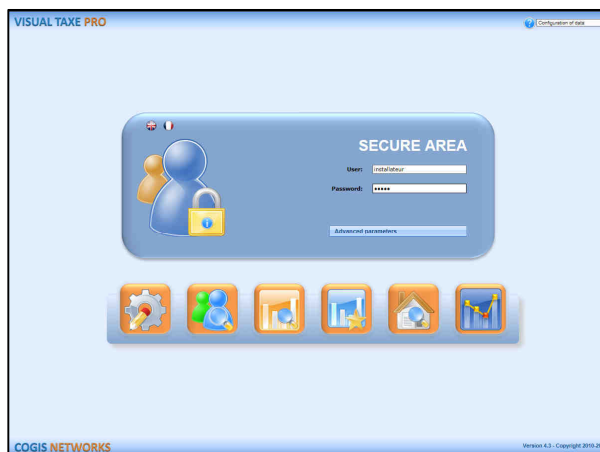 VISUAL TAXE PRO
Configuration of data
SECURE AREA
User: installateur
Password: •••••
Advanced parameters
COGIS NETWORKS
Version 4.3 - Copyright 2010-20